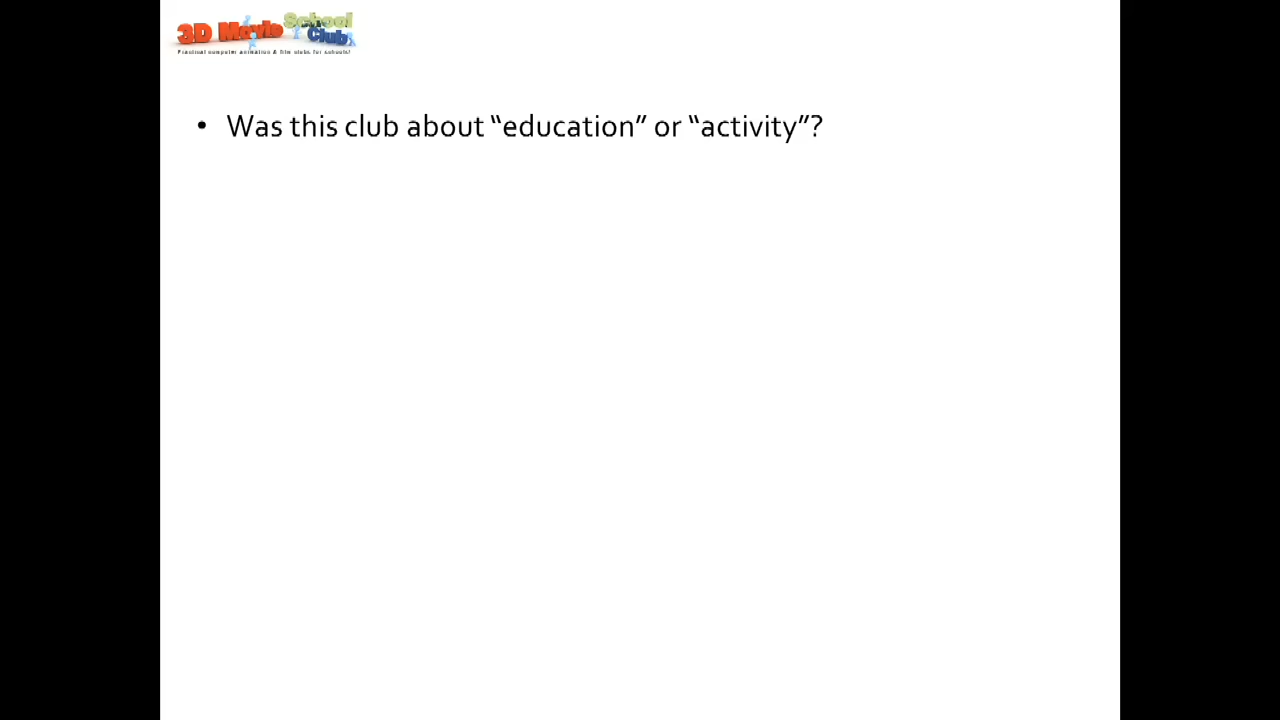 3D Movie School Club
Practical computer animation & film clubs for schools!
• Was this club about “education” or “activity”?